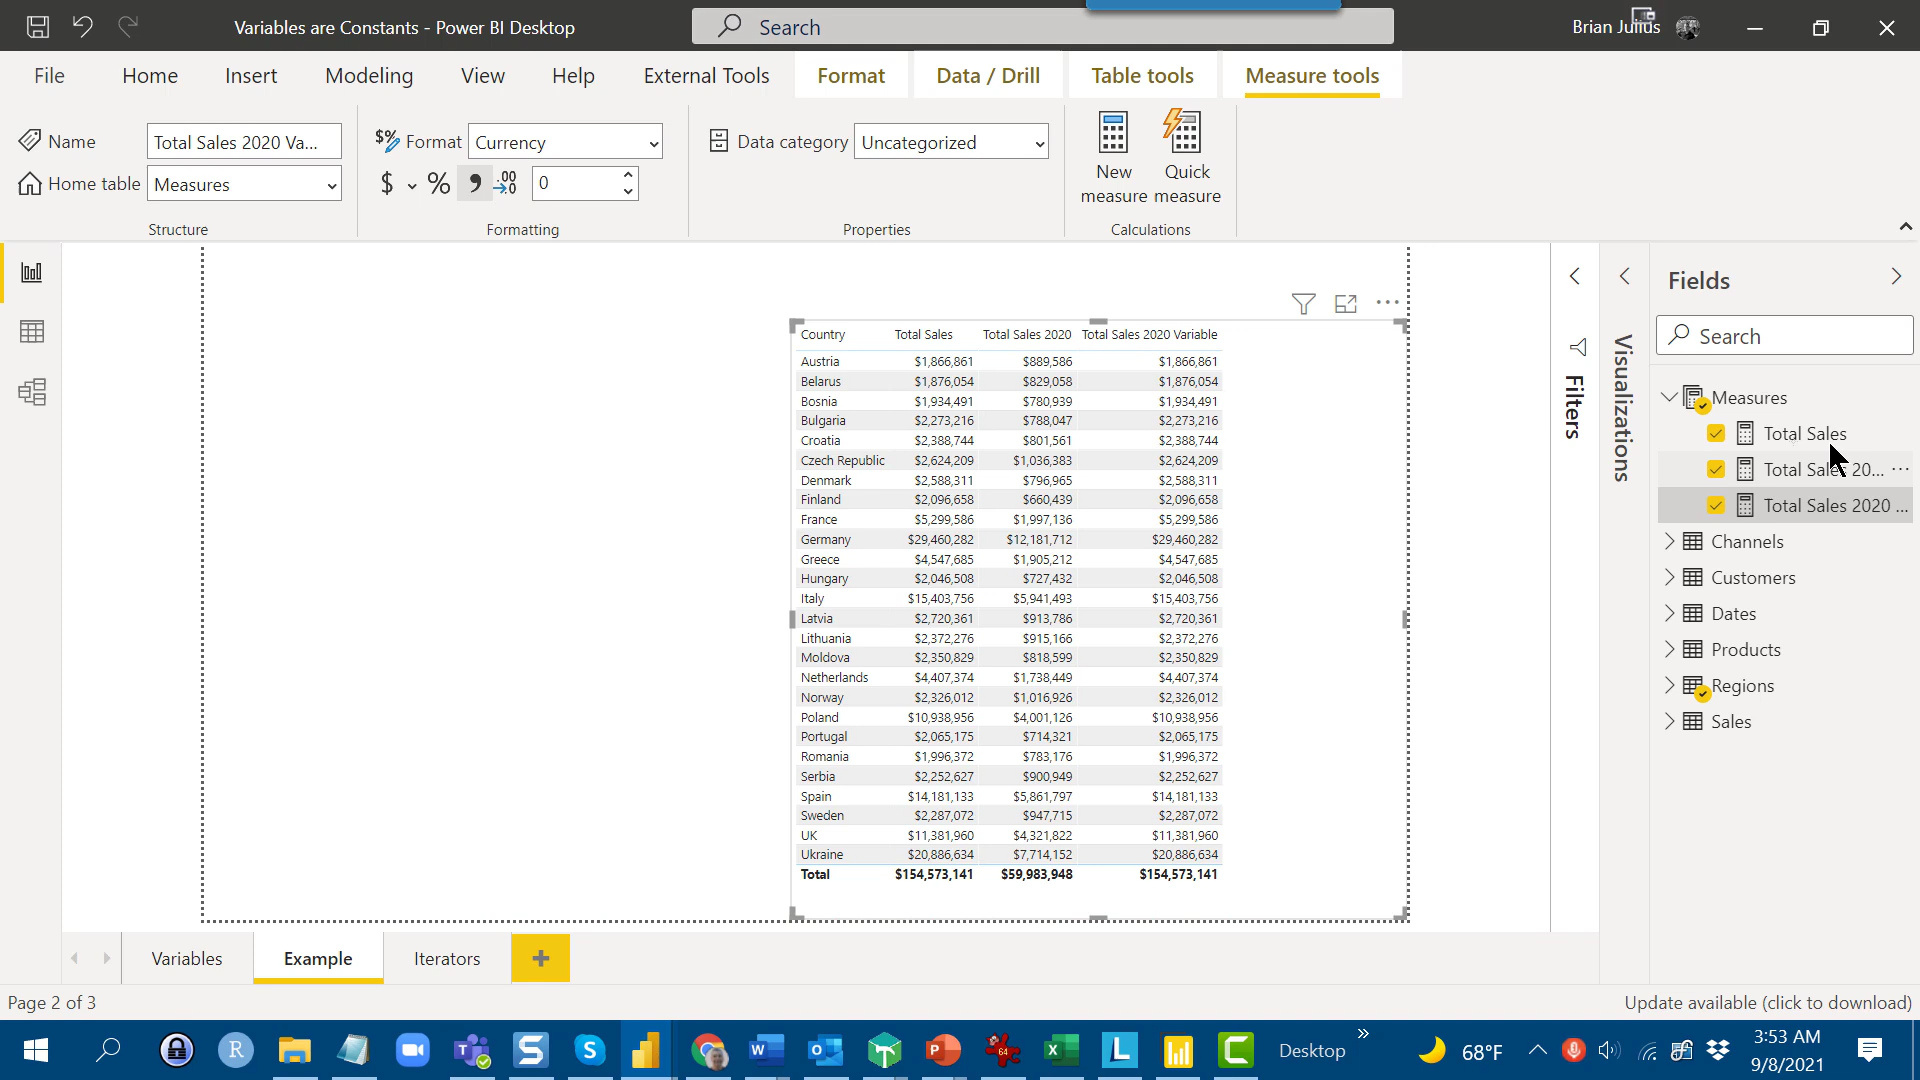 Variables are Constants - Power BI Desktop
Search
Brian Julius
File Home Insert Modeling View Help External Tools Format Data / Drill Table tools Measure tools
Name Total Sales 2020 Va...
Format Currency
Data category Uncategorized
Home table Measures
$ % 0
New measure
Quick measure
Structure
Formatting
Properties
Calculations
Country Total Sales Total Sales 2020 Total Sales 2020 Variable
Austria $1,866,861 $889,586 $1,866,861
Belarus $1,876,054 $829,058 $1,876,054
Bosnia $1,934,491 $780,939 $1,934,491
Bulgaria $2,273,216 $788,047 $2,273,216
Croatia $2,388,744 $801,561 $2,388,744
Czech Republic $2,624,209 $1,036,383 $2,624,209
Denmark $2,588,311 $796,965 $2,588,311
Finland $2,096,658 $660,439 $2,096,658
France $5,299,586 $1,997,136 $5,299,586
Germany $29,460,282 $12,181,712 $29,460,282
Greece $4,547,685 $1,905,212 $4,547,685
Hungary $2,046,508 $727,432 $2,046,508
Italy $15,403,756 $5,941,493 $15,403,756
Latvia $2,720,361 $913,786 $2,720,361
Lithuania $2,372,276 $915,166 $2,372,276
Moldova $2,350,829 $818,599 $2,350,829
Netherlands $4,407,374 $1,738,449 $4,407,374
Norway $2,326,012 $1,016,926 $2,326,012
Poland $10,938,956 $4,001,126 $10,938,956
Portugal $2,065,175 $714,321 $2,065,175
Romania $1,996,372 $783,176 $1,996,372
Serbia $2,252,627 $900,949 $2,252,627
Spain $14,181,133 $5,861,797 $14,181,133
Sweden $2,287,072 $947,715 $2,287,072
UK $11,381,960 $4,321,822 $11,381,960
Ukraine $20,886,634 $7,714,152 $20,886,634
Total $154,573,141 $59,983,948 $154,573,141
Filters
Visualizations
Fields
Search
Measures
Total Sales
Total Sales 20...
Total Sales 2020 ...
Channels
Customers
Dates
Products
Regions
Sales
Variables Example Iterators
Page 2 of 3
Update available (click to download)
Desktop
68°F
3:53 AM
9/8/2021